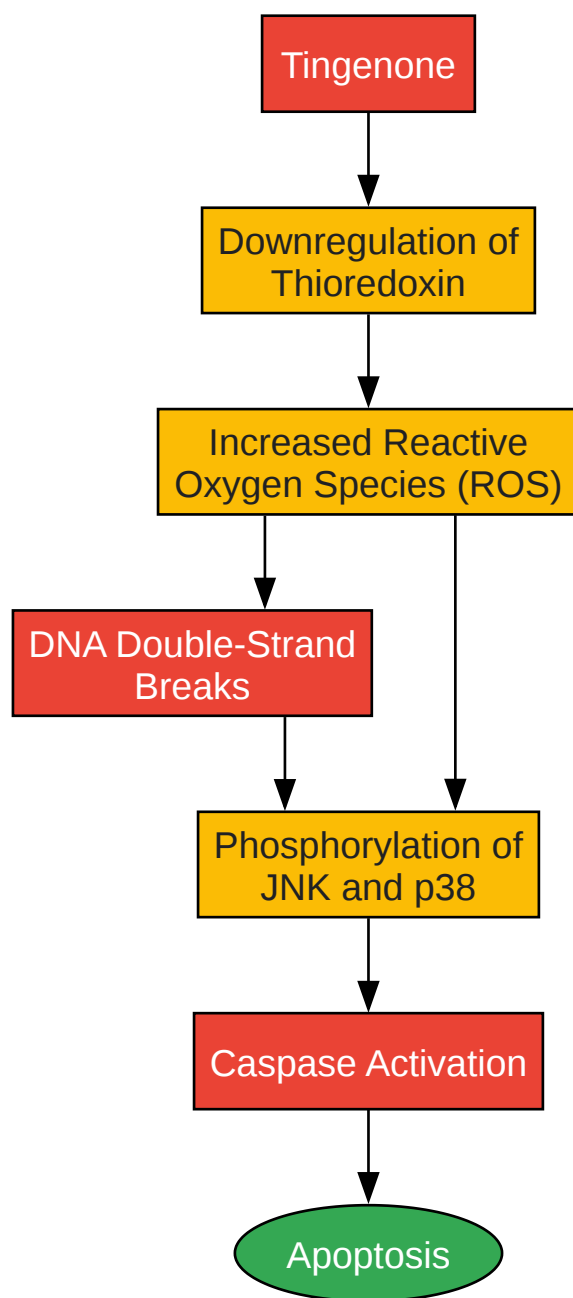 Tingenone
Downregulation of
Thioredoxin
Increased Reactive
Oxygen Species (ROS)
DNA Double-Strand
Breaks
Phosphorylation of
JNK and p38
Caspase Activation
Apoptosis